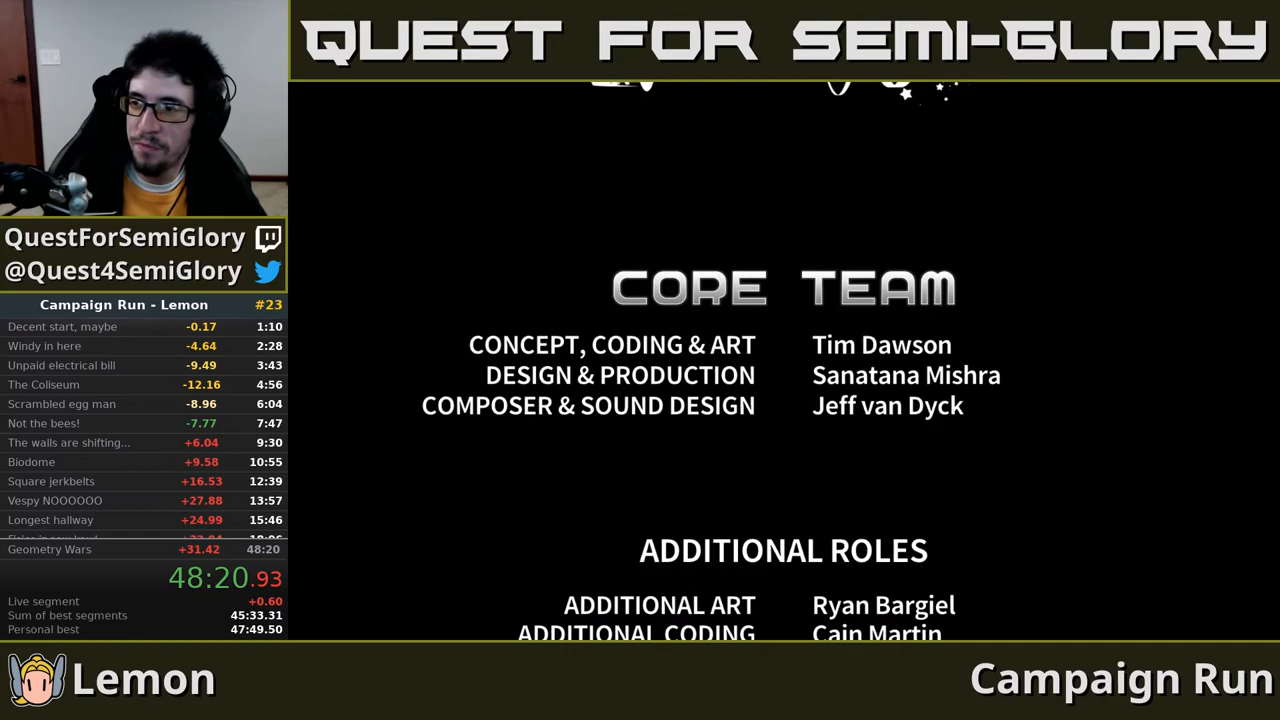 QUEST FOR SEMI-GLORY
QuestForSemiGlory
@Quest4SemiGlory
Campaign Run - Lemon #23
Decent start, maybe -0.17 1:10
Windy in here -4.64 2:28
Unpaid electrical bill -9.49 3:43
The Coliseum -12.16 4:56
Scrambled egg man -8.96 6:04
Not the bees! -7.77 7:47
The walls are shifting... +6.04 9:30
Biodome +9.58 10:55
Square jerkbelts +16.53 12:39
Vespy NOOOOOO +27.88 13:57
Longest hallway +24.99 15:46
Geometry Wars +31.42 48:20
48:20.93
Live segment +0.60
Sum of best segments 45:33.31
Personal best 47:49.50
CORE TEAM
CONCEPT, CODING & ART Tim Dawson
DESIGN & PRODUCTION Sanatana Mishra
COMPOSER & SOUND DESIGN Jeff van Dyck
ADDITIONAL ROLES
ADDITIONAL ART Ryan Bargiel
ADDITIONAL CODING Cain Martin
Lemon
Campaign Run